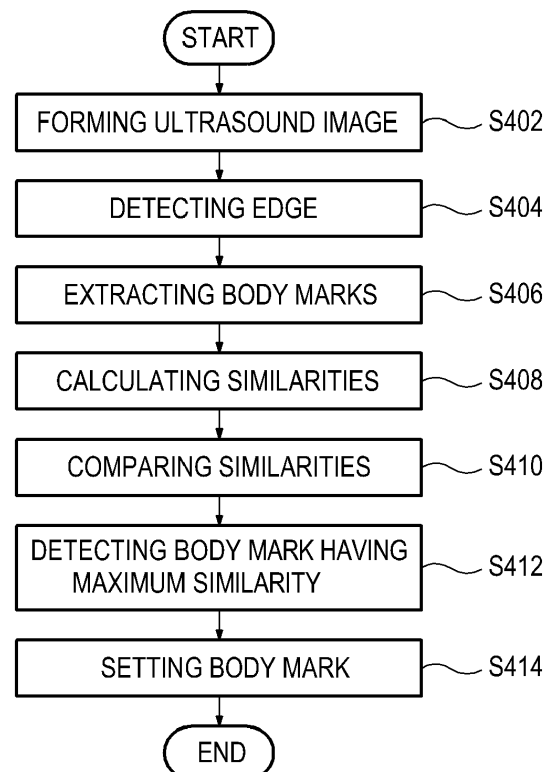 START
FORMING ULTRASOUND IMAGE S402
DETECTING EDGE S404
EXTRACTING BODY MARKS S406
CALCULATING SIMILARITIES S408
COMPARING SIMILARITIES S410
DETECTING BODY MARK HAVING
MAXIMUM SIMILARITY S412
SETTING BODY MARK S414
END